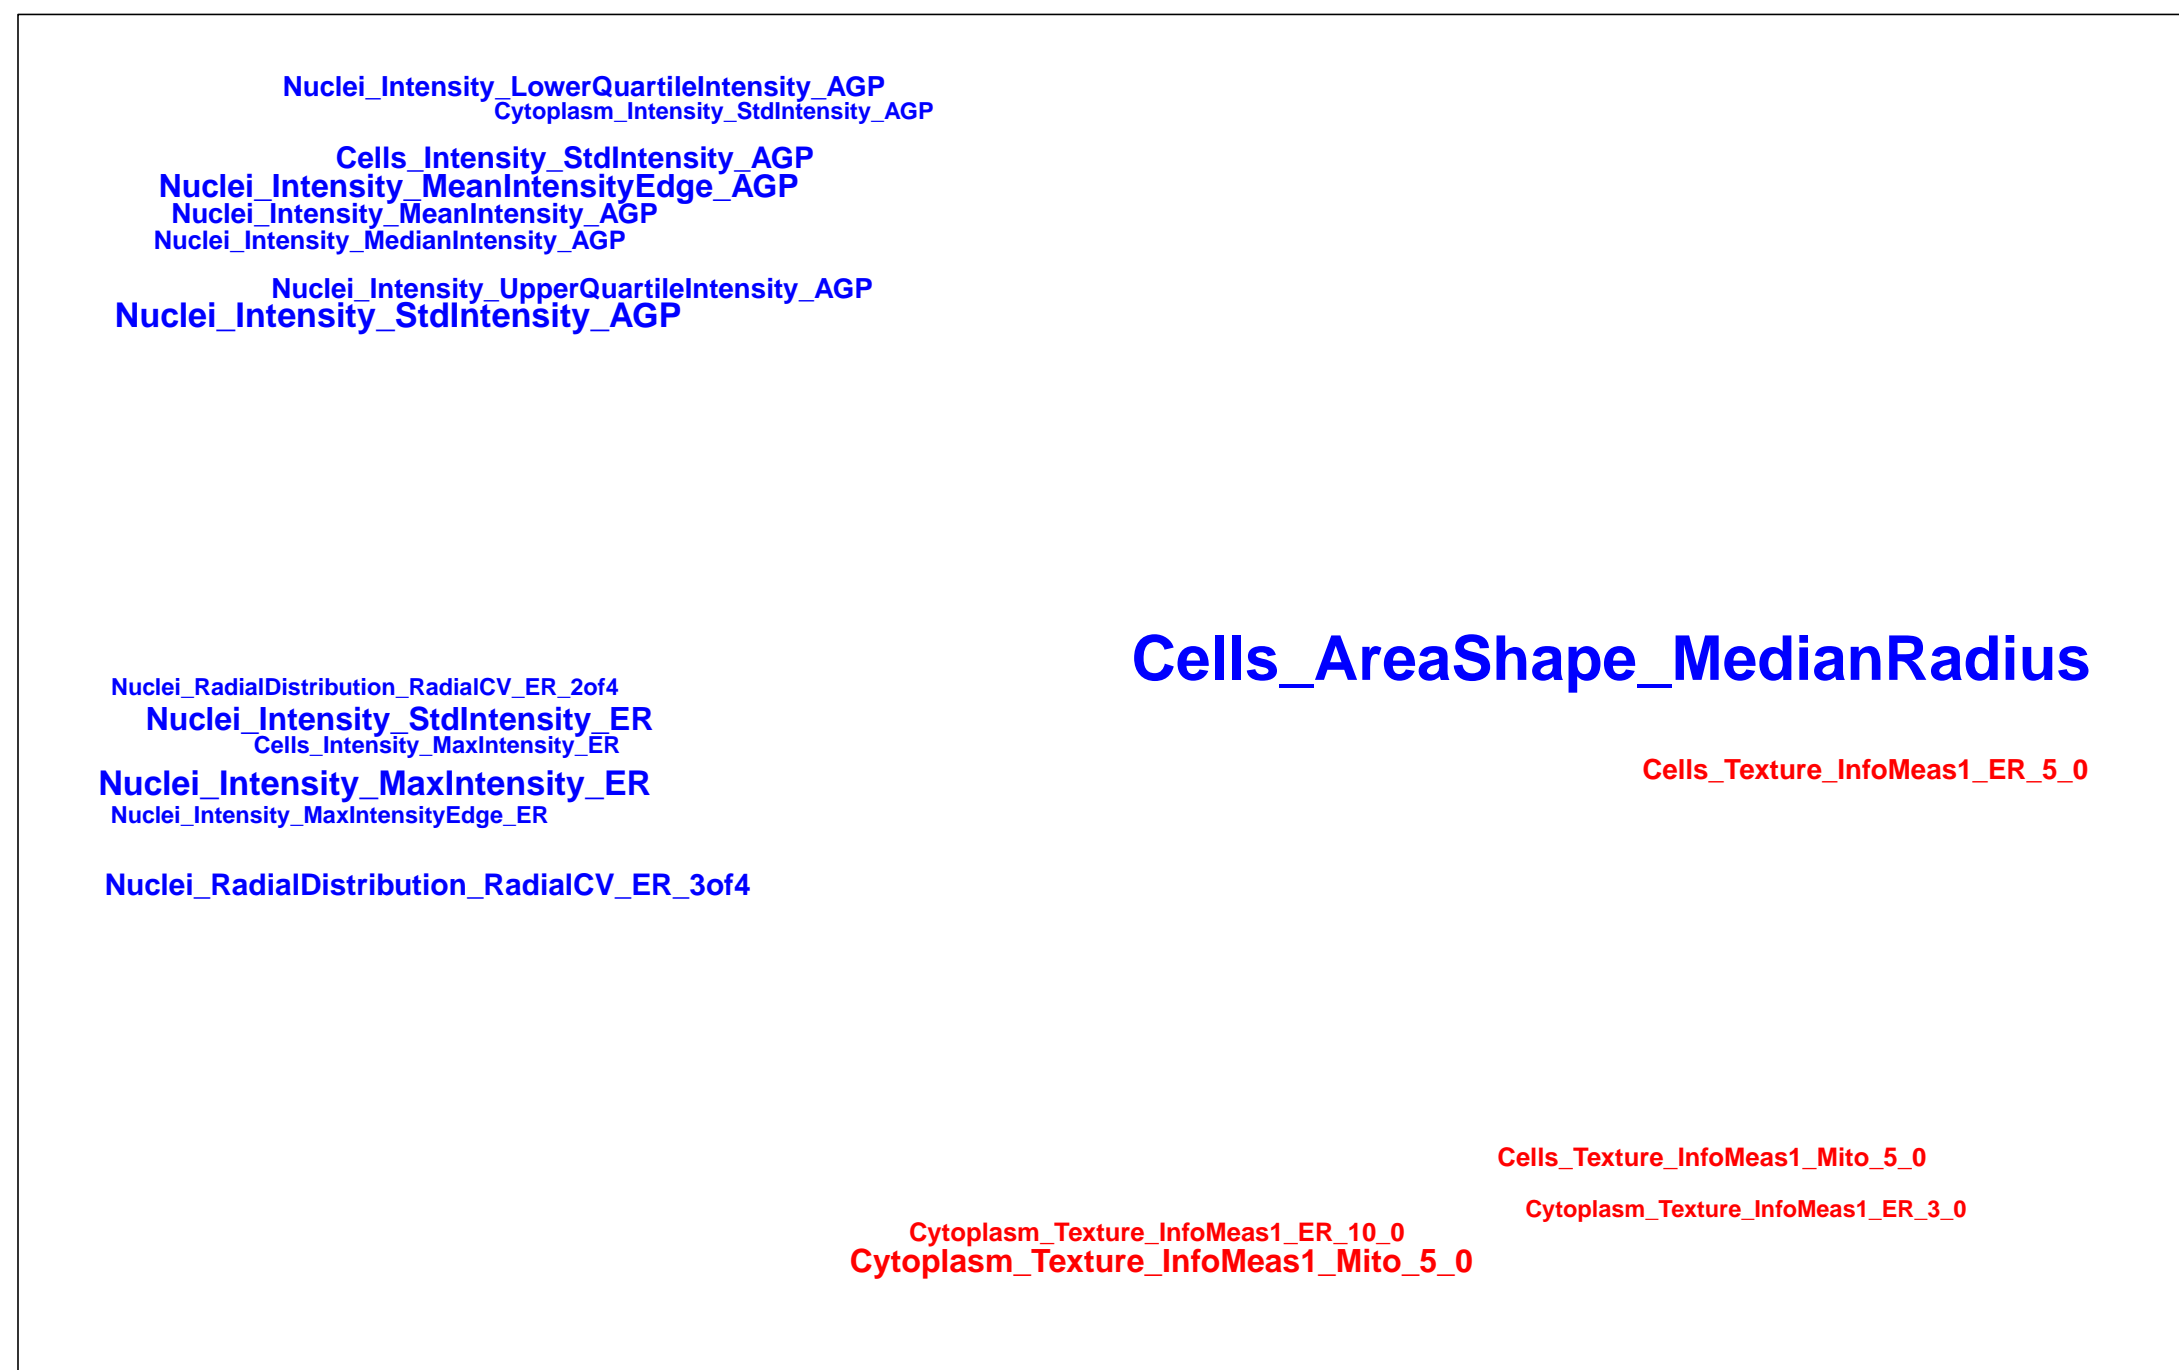 Nuclei_Intensity_LowerQuartileIntensity_AGP
Cytoplasm_Intensity_StdIntensity_AGP
Cells_Intensity_StdIntensity_AGP
Nuclei_Intensity_MeanIntensityEdge_AGP
Nuclei_Intensity_MeanIntensity_AGP
Nuclei_Intensity_MedianIntensity_AGP
Nuclei_Intensity_UpperQuartileIntensity_AGP
Nuclei_Intensity_StdIntensity_AGP
Cells_AreaShape_MedianRadius
Nuclei_RadialDistribution_RadialCV_ER_2of4
Nuclei_Intensity_StdIntensity_ER
Cells_Intensity_MaxIntensity_ER
Cells_Texture_InfoMeas1_ER_5_0
Nuclei_Intensity_MaxIntensity_ER
Nuclei_Intensity_MaxIntensityEdge_ER
Nuclei_RadialDistribution_RadialCV_ER_3of4
Cells_Texture_InfoMeas1_Mito_5_0
Cytoplasm_Texture_InfoMeas1_ER_3_0
Cytoplasm_Texture_InfoMeas1_ER_10_0
Cytoplasm_Texture_InfoMeas1_Mito_5_0